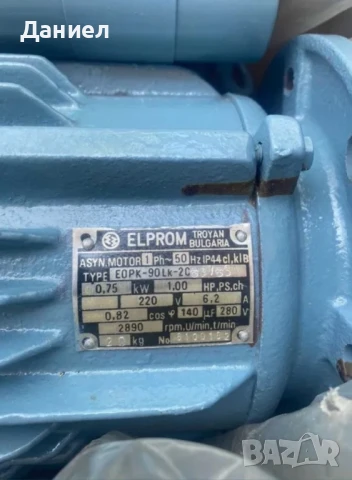 Даниел
ELPROM TROYAN BULGARIA
ASYN.MOTOR 1 Ph~ 50 Hz IP44 cl.kl B
TYPE EOPK-90Lk-2C
0,75 kW 1.00 HP,PS,ch
220 V 6.2 A
0.82 cos φ 140 µF 280 V
2890 rpm.u/min,t/min
kg No
bazar